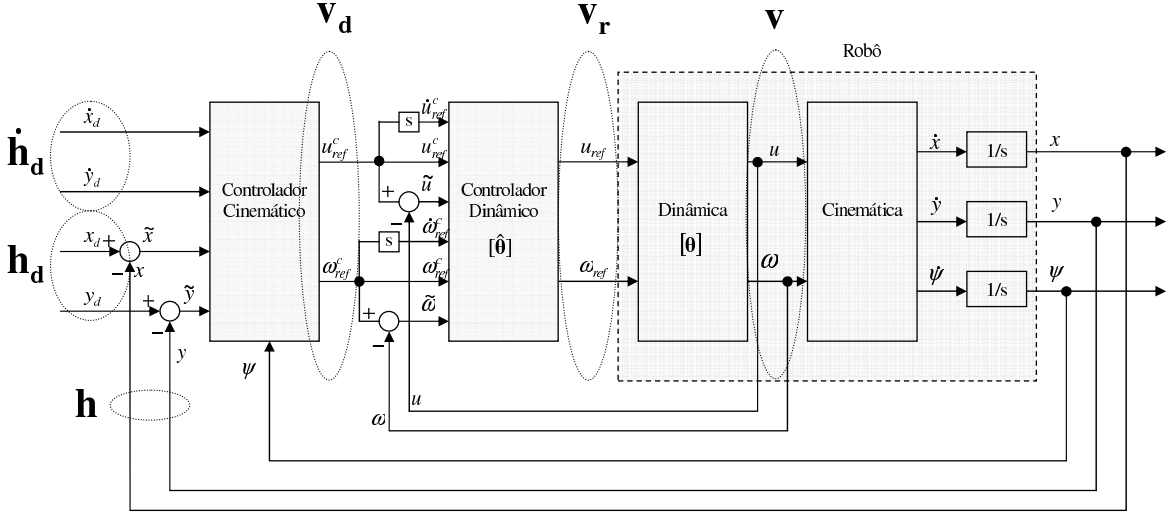 v_d
v_r
v
Robô
ḣ_d
ẋ_d
ẏ_d
h_d
x_d
+
−
x̃
x
y_d
+
−
ỹ
y
h
Controlador
Cinemático
ψ
u^c_ref
ω^c_ref
s
u̇^c_ref
u^c_ref
+
−
ũ
s
ω̇^c_ref
ω^c_ref
+
−
ω̃
u
ω
Controlador
Dinâmico
[θ̂]
u_ref
ω_ref
Dinâmica
[θ]
u
ω
Cinemática
ẋ
1/s
x
ẏ
1/s
y
ψ̇
1/s
ψ